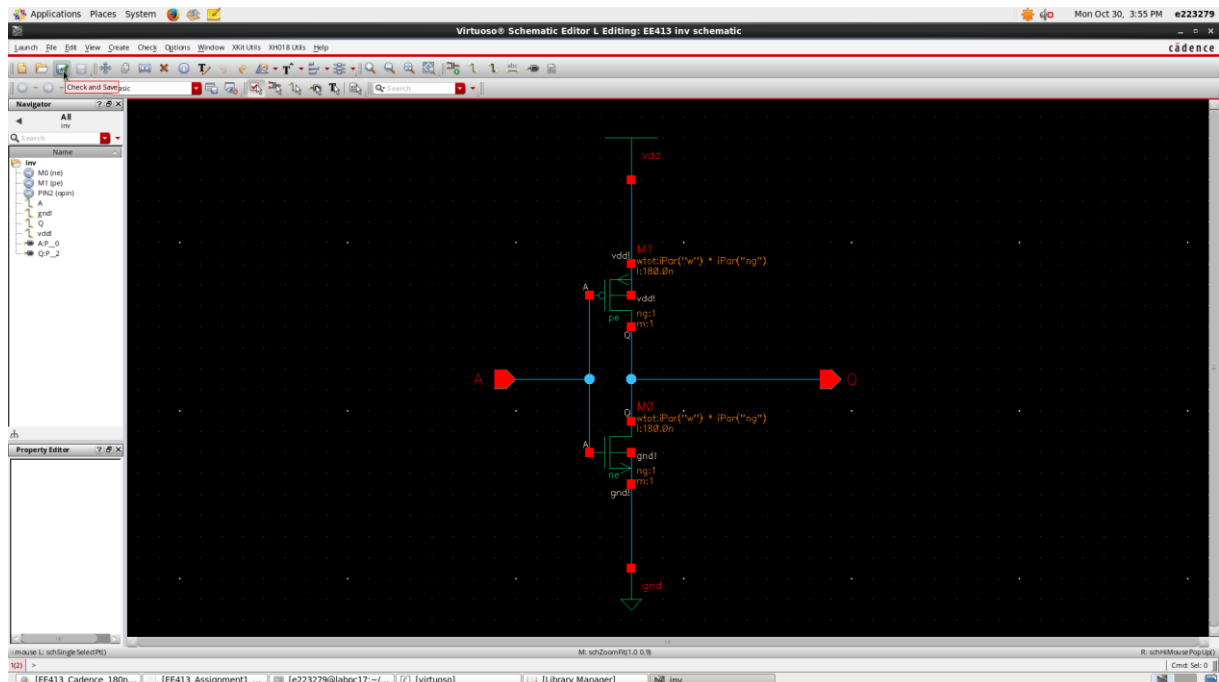 Applications Places System
Mon Oct 30, 3:55 PM e223279
Virtuoso® Schematic Editor L Editing: EE413 inv schematic
Launch File Edit View Create Check Options Window XKit Utils XH018 Utils Help
cādence
Check and Save
asic
Search
Navigator
All
inv
Search
Name
inv
M0 (ne)
M1 (pe)
PIN2 (opin)
A
gnd!
Q
vdd!
A:P__0
Q:P__2
Property Editor
vdd
M1
vdd!
wtot:iPar("w") * iPar("ng")
l:180.0n
A
vdd!
pe
ng:1
m:1
Q
A
Q
M0
Q
wtot:iPar("w") * iPar("ng")
l:180.0n
A
gnd!
ne
ng:1
m:1
gnd!
gnd
mouse L: schSingleSelectPt()
M: schZoomFit(1.0 0.9)
R: schHiMousePopUp()
1(2) >
Cmd: Sel: 0
[EE413_Cadence_180n...
[EE413_Assignment1_...
[e223279@labpc17:~/...
[virtuoso]
[Library Manager]
inv